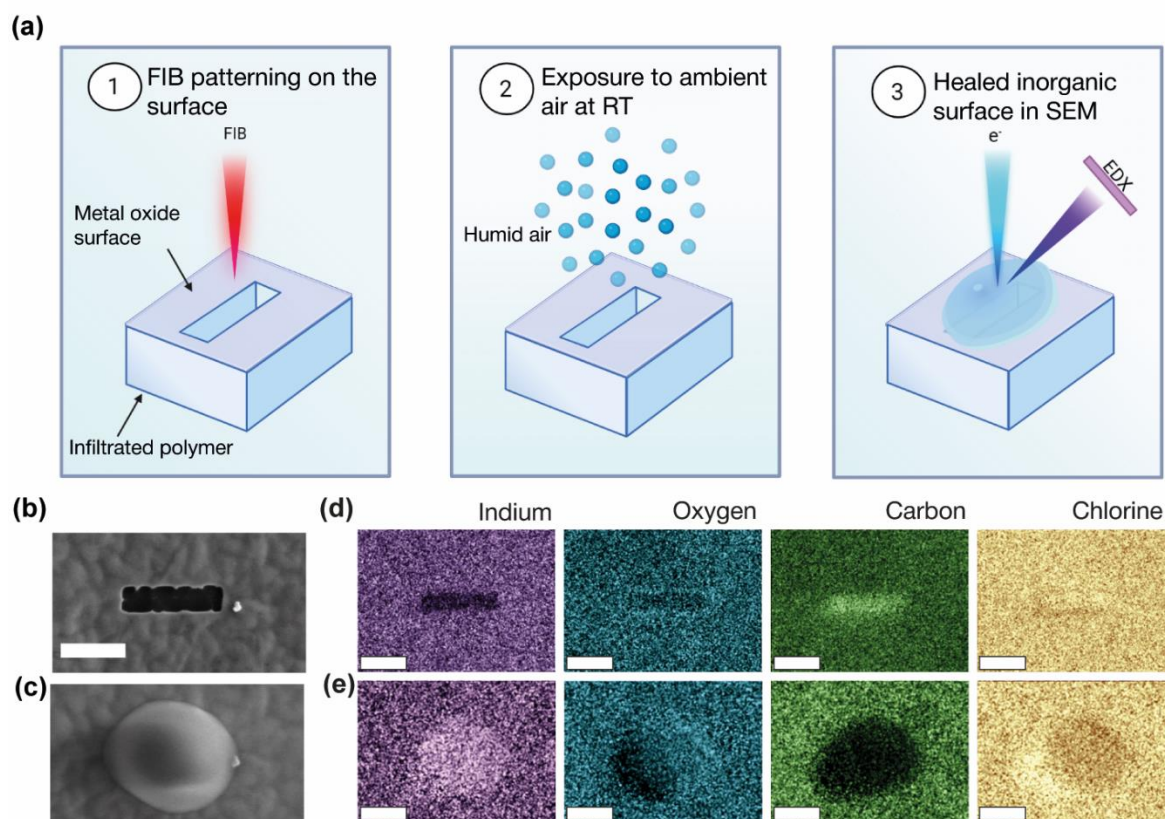 (a)
1
FIB patterning on the
surface
FIB
Metal oxide
surface
Infiltrated polymer
2
Exposure to ambient
air at RT
Humid air
3
Healed inorganic
surface in SEM
e-
EDX
(b)
(c)
(d)
Indium
Oxygen
Carbon
Chlorine
(e)